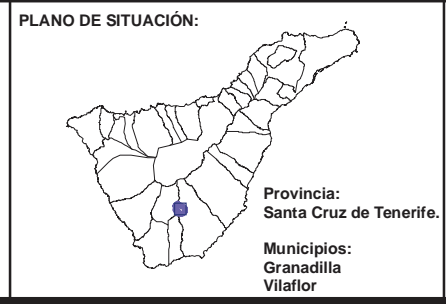 PLANO DE SITUACIÓN:
Provincia:
Santa Cruz de Tenerife.
Municipios:
Granadilla
Vilaflor